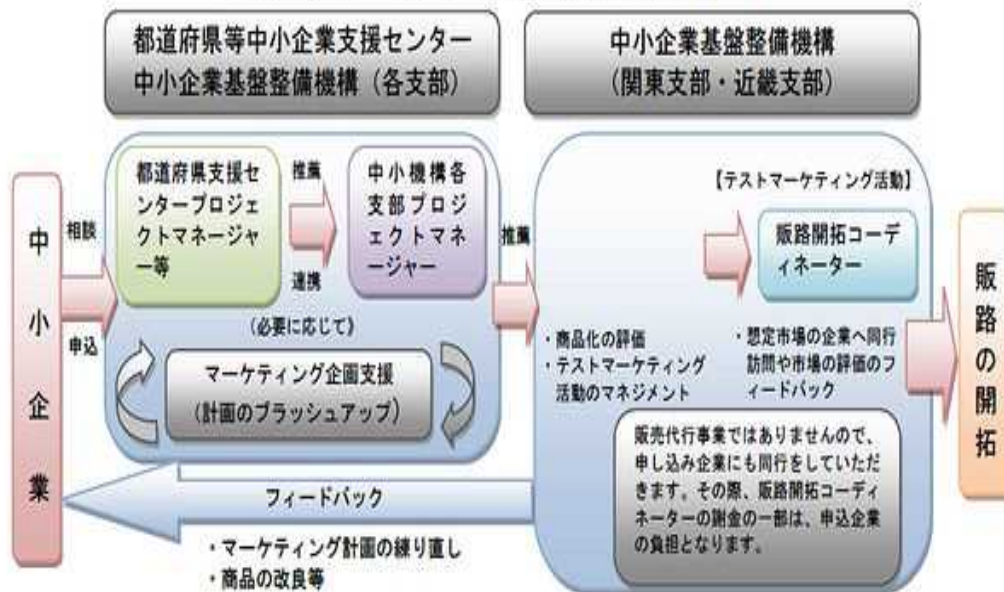 都道府県等中小企業支援センター
中小企業基盤整備機構（各支部）
中小企業基盤整備機構
（関東支部・近畿支部）
中小企業
相談
申込
都道府県支援セ
ンタープロジェ
クトマネージャ
ー等
推薦
連携
中小機構各
支部プロジ
ェクトマネ
ージャー
（必要に応じて》
マーケティング企画支援
（計画のブラッシュアップ）
推薦
【テストマーケティング活動】
販路開拓コーデ
ィネーター
・商品化の評価
・テストマーケティング
活動のマネジメント
・想定市場の企業へ同行
訪問や市場の評価のフ
ィードバック
販売代行事業ではありませんので、
申し込み企業にも同行をしていただ
きます。その際、販路開拓コーディ
ネーターの謝金の一部は、申込企業
の負担となります。
販路の開拓
フィードバック
・マーケティング計画の練り直し
・商品の改良等